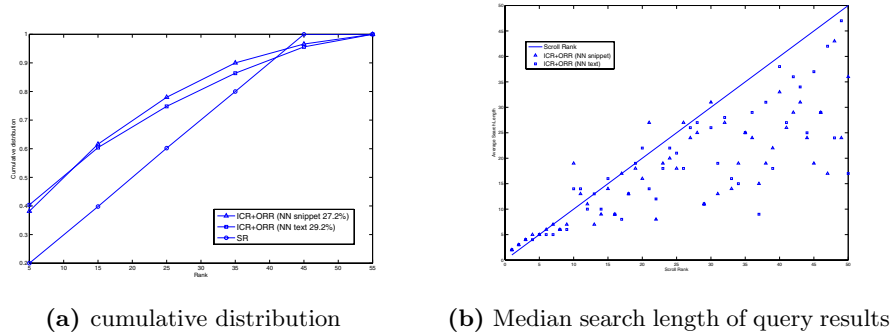 1
0.9
0.8
0.7
0.6
0.5
0.4
0.3
0.2
5 10 15 20 25 30 35 40 45 50 55
Rank
Cumulative distribution
ICR+ORR (NN snippet 27.2%)
ICR+ORR (NN text 29.2%)
SR
(a) cumulative distribution
50
45
40
35
30
25
20
15
10
5
0
0 5 10 15 20 25 30 35 40 45 50
Scroll Rank
Average Search Length
Scroll Rank
ICR+ORR (NN snippet)
ICR+ORR (NN text)
(b) Median search length of query results